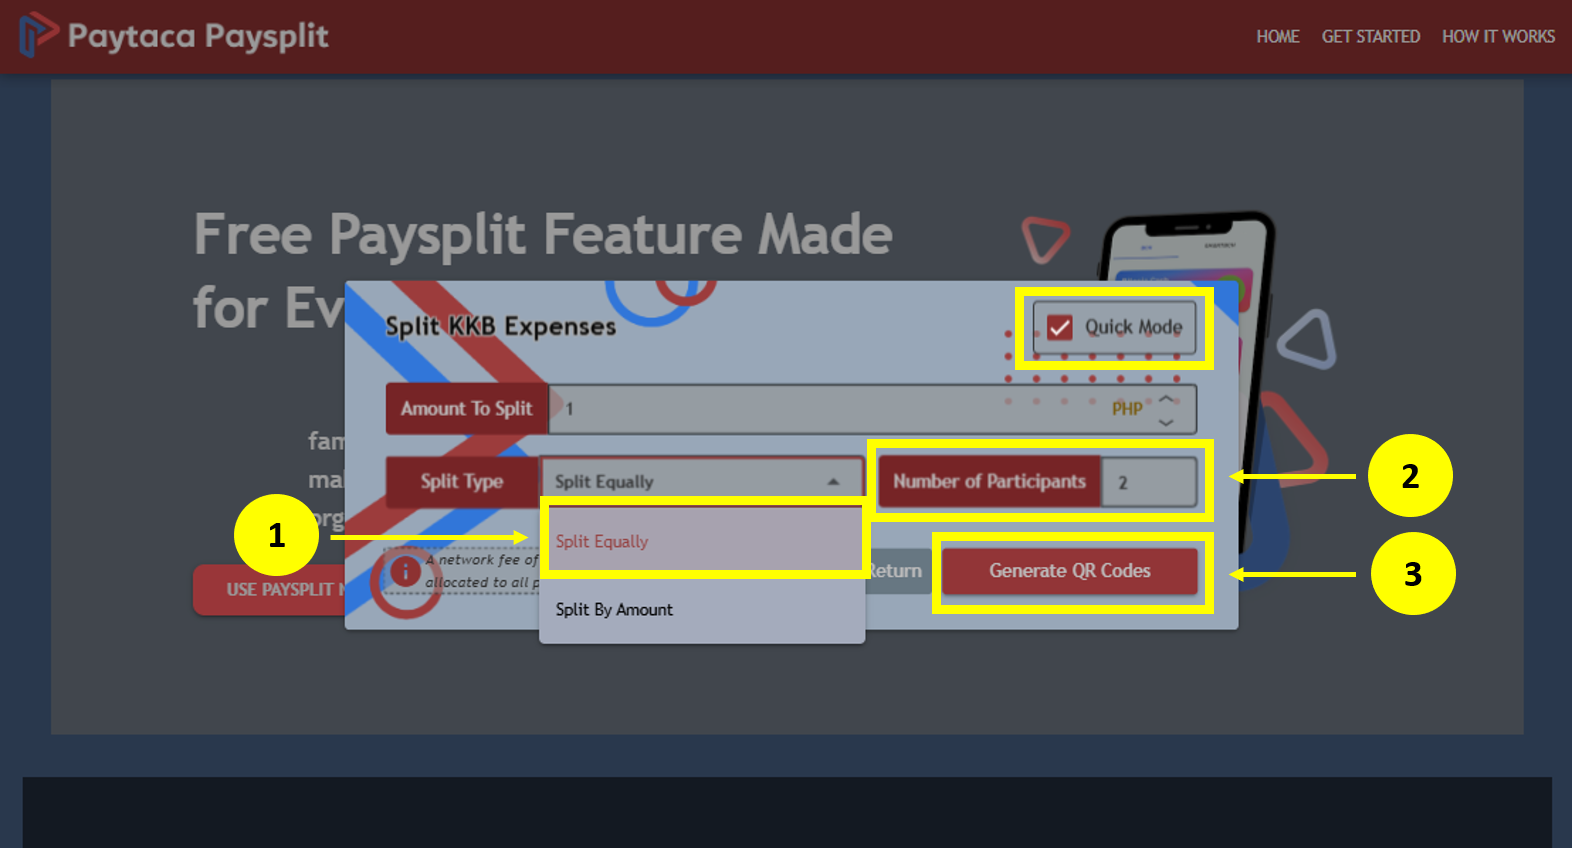 Paytaca Paysplit
HOME GET STARTED HOW IT WORKS
Free Paysplit Feature Made
for Ev
Split KKB Expenses
Quick Mode
Amount To Split 1 PHP
Split Type Split Equally
Number of Participants 2
2
1
Split Equally
Split By Amount
A network fee of
allocated to all p
Return
Generate QR Codes
3
fam
ma
org
USE PAYSPLIT N